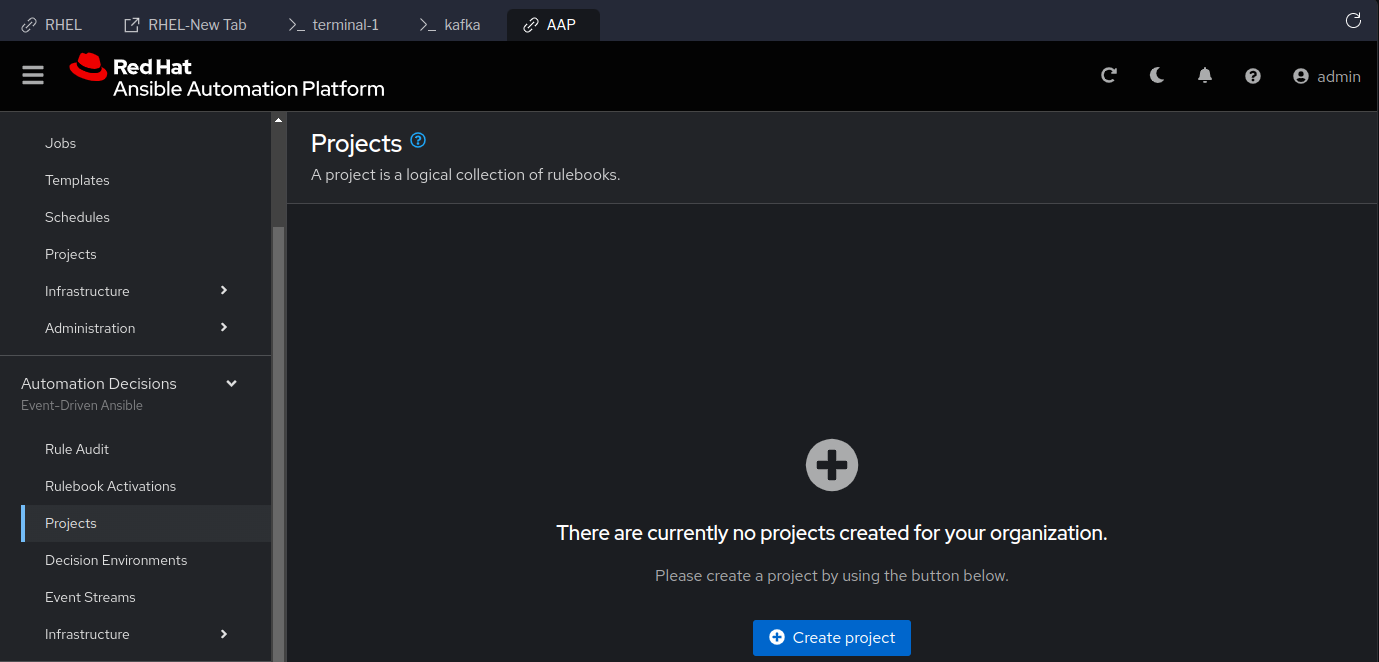 RHEL
RHEL-New Tab
terminal-1
kafka
AAP
Red Hat
Ansible Automation Platform
admin
Jobs
Templates
Schedules
Projects
Infrastructure
Administration
Automation Decisions
Event-Driven Ansible
Rule Audit
Rulebook Activations
Projects
Decision Environments
Event Streams
Infrastructure
Projects
A project is a logical collection of rulebooks.
There are currently no projects created for your organization.
Please create a project by using the button below.
Create project